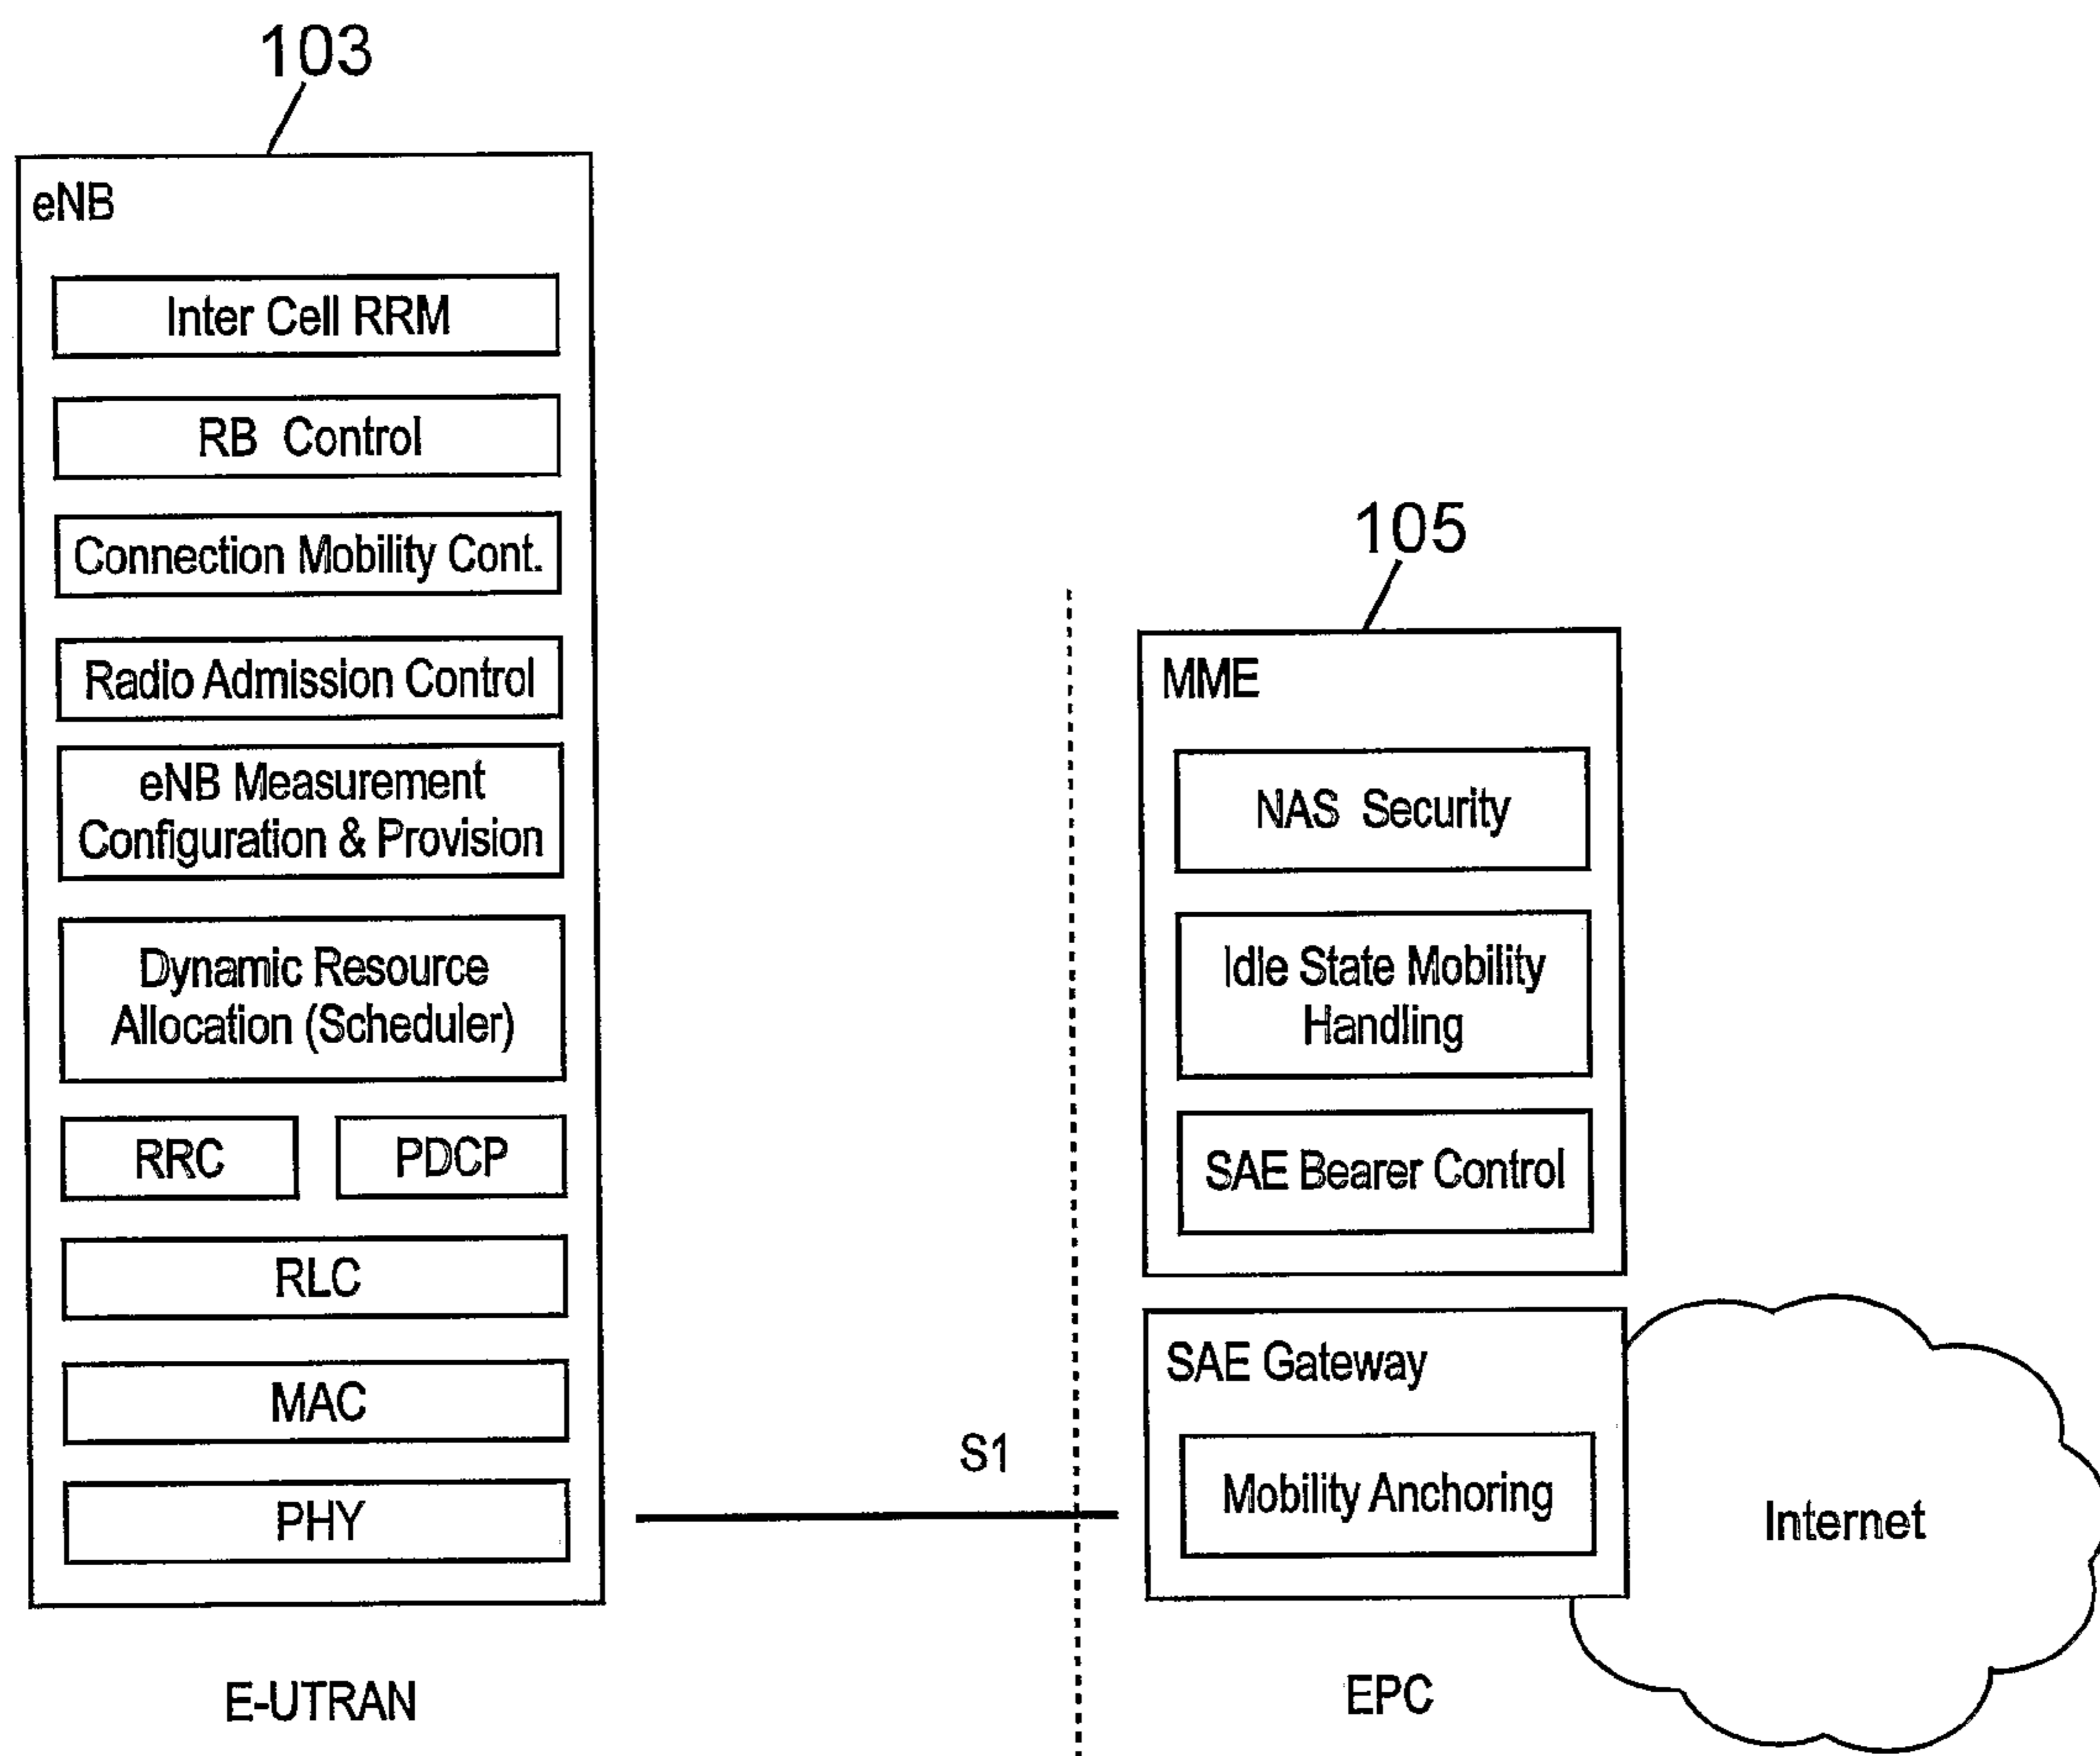 103
eNB
Inter Cell RRM
RB Control
Connection Mobility Cont.
Radio Admission Control
eNB Measurement
Configuration & Provision
Dynamic Resource
Allocation (Scheduler)
RRC
PDCP
RLC
MAC
PHY
E-UTRAN
S1
105
MME
NAS Security
Idle State Mobility
Handling
SAE Bearer Control
SAE Gateway
Mobility Anchoring
EPC
Internet